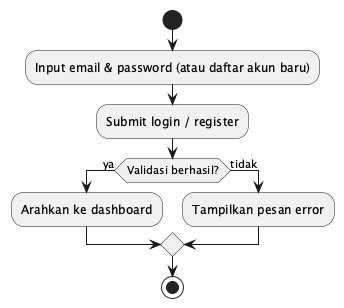 Input email & password (atau daftar akun baru)
Submit login / register
Validasi berhasil?
ya
tidak
Arahkan ke dashboard
Tampilkan pesan error